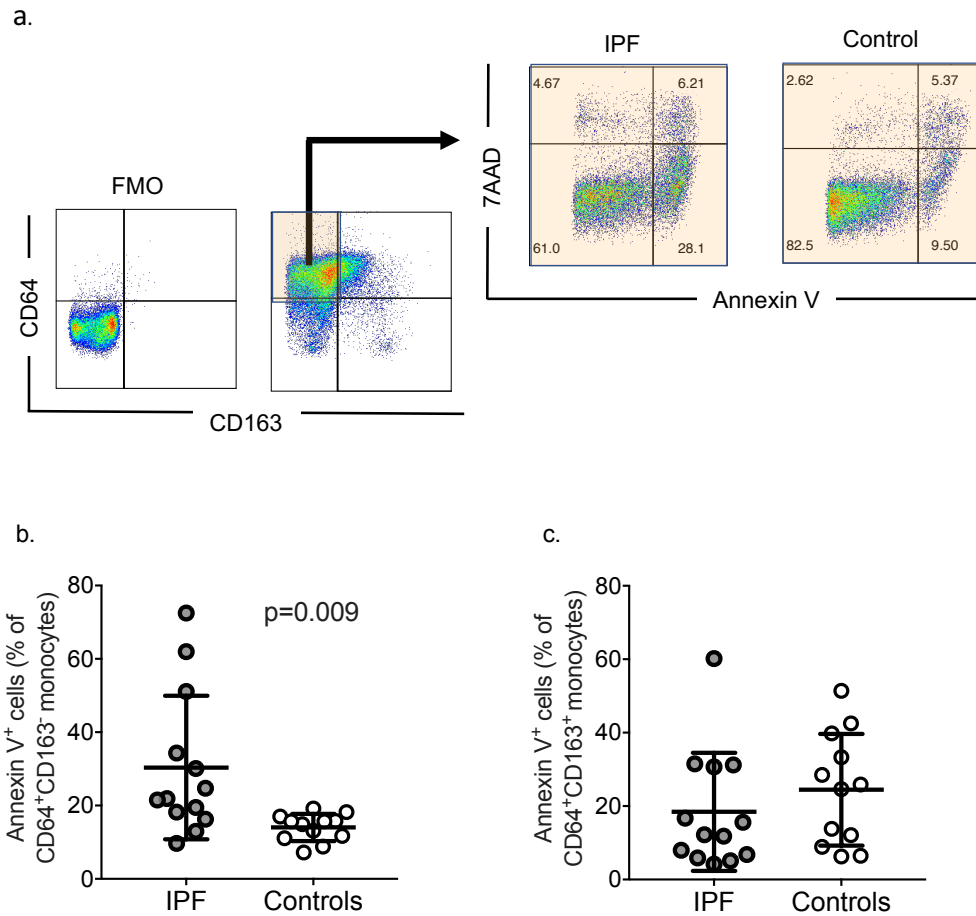 a.
IPF
Control
4.67
6.21
2.62
5.37
7AAD
61.0
28.1
82.5
9.50
Annexin V
FMO
CD64
CD163
b.
80
60
40
20
0
Annexin V+ cells (% of
CD64+CD163- monocytes)
p=0.009
IPF
Controls
c.
80
60
40
20
0
Annexin V+ cells (% of
CD64+CD163+ monocytes)
IPF
Controls